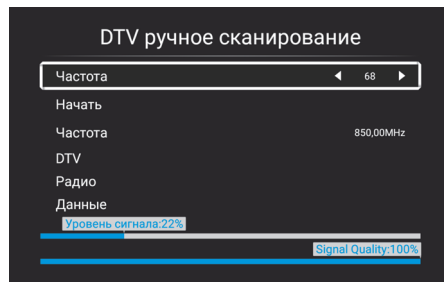 DTV ручное сканирование
Частота 68
Начать
Частота 850,00MHz
DTV
Радио
Данные
Уровень сигнала:22%
Signal Quality:100%